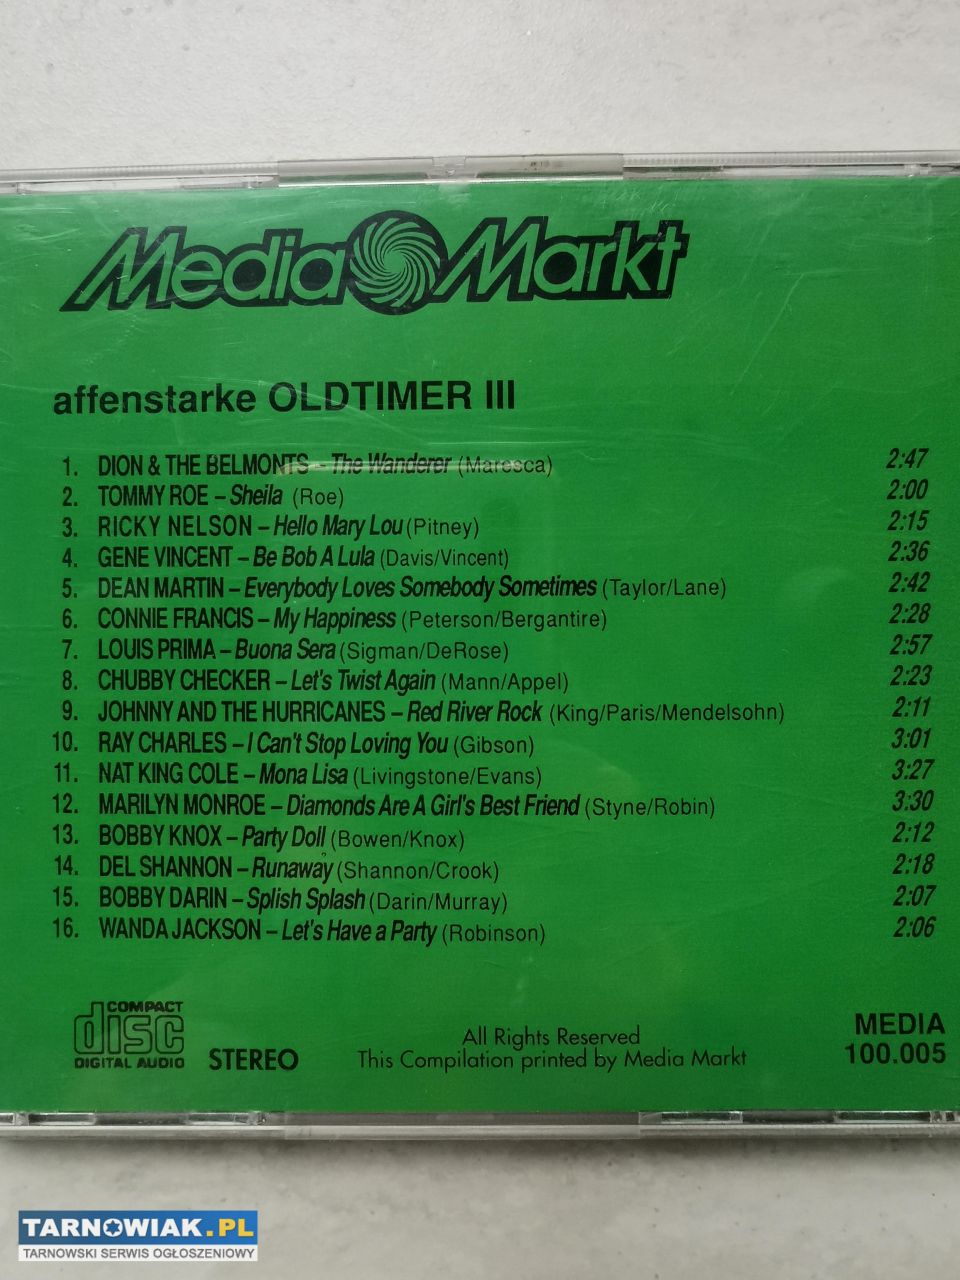 Media Markt
affenstarke OLDTIMER III
1. DION & THE BELMONTS – The Wanderer (Maresca) 2:47
2. TOMMY ROE – Sheila (Roe) 2:00
3. RICKY NELSON – Hello Mary Lou (Pitney) 2:15
4. GENE VINCENT – Be Bob A Lula (Davis/Vincent) 2:36
5. DEAN MARTIN – Everybody Loves Somebody Sometimes (Taylor/Lane) 2:42
6. CONNIE FRANCIS – My Happiness (Peterson/Bergantire) 2:28
7. LOUIS PRIMA – Buona Sera (Sigman/DeRose) 2:57
8. CHUBBY CHECKER – Let's Twist Again (Mann/Appel) 2:23
9. JOHNNY AND THE HURRICANES – Red River Rock (King/Paris/Mendelsohn) 2:11
10. RAY CHARLES – I Can't Stop Loving You (Gibson) 3:01
11. NAT KING COLE – Mona Lisa (Livingstone/Evans) 3:27
12. MARILYN MONROE – Diamonds Are A Girl's Best Friend (Styne/Robin) 3:30
13. BOBBY KNOX – Party Doll (Bowen/Knox) 2:12
14. DEL SHANNON – Runaway (Shannon/Crook) 2:18
15. BOBBY DARIN – Splish Splash (Darin/Murray) 2:07
16. WANDA JACKSON – Let's Have a Party (Robinson) 2:06
COMPACT
disc
DIGITAL AUDIO
STEREO
All Rights Reserved
This Compilation printed by Media Markt
MEDIA
100.005
TARNOWIAK.PL
TARNOWSKI SERWIS OGŁOSZENIOWY